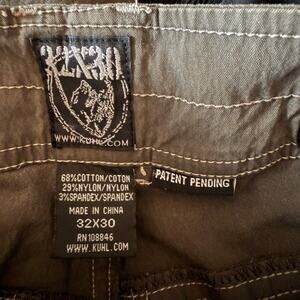 WWW.KUHL.COM
68%COTTON/COTON
29%NYLON/NYLON
3%SPANDEX/SPANDEX
MADE IN CHINA
32X30
RN108846
WWW.KUHL.COM
PATENT PENDING